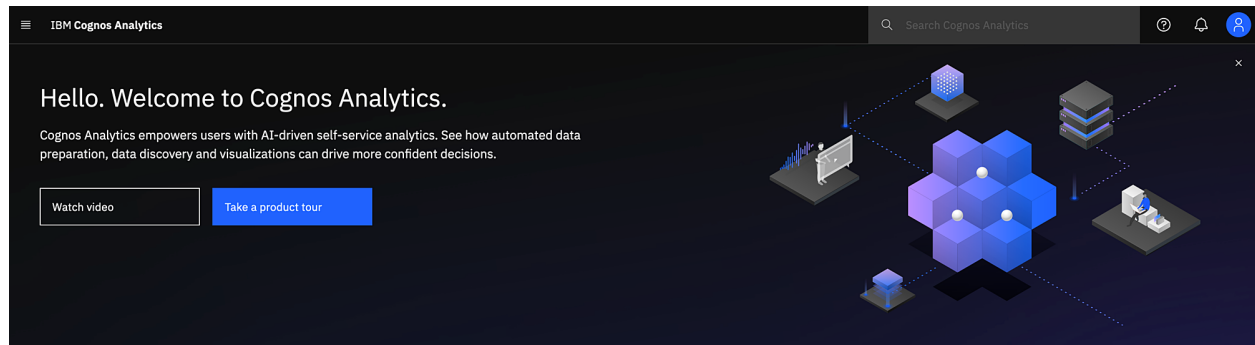 IBM Cognos Analytics
Search Cognos Analytics
Hello. Welcome to Cognos Analytics.
Cognos Analytics empowers users with AI-driven self-service analytics. See how automated data
preparation, data discovery and visualizations can drive more confident decisions.
Watch video
Take a product tour